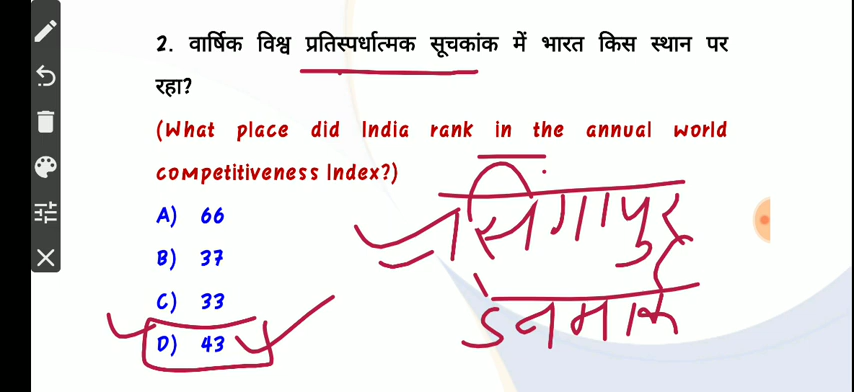 2. वार्षिक विश्व प्रतिस्पर्धात्मक सूचकांक में भारत किस स्थान पर
रहा?
(What place did India rank in the annual world
competitiveness Index?)
A) 66
B) 37
C) 33
D) 43
सिंगापुर
डेनमार्क